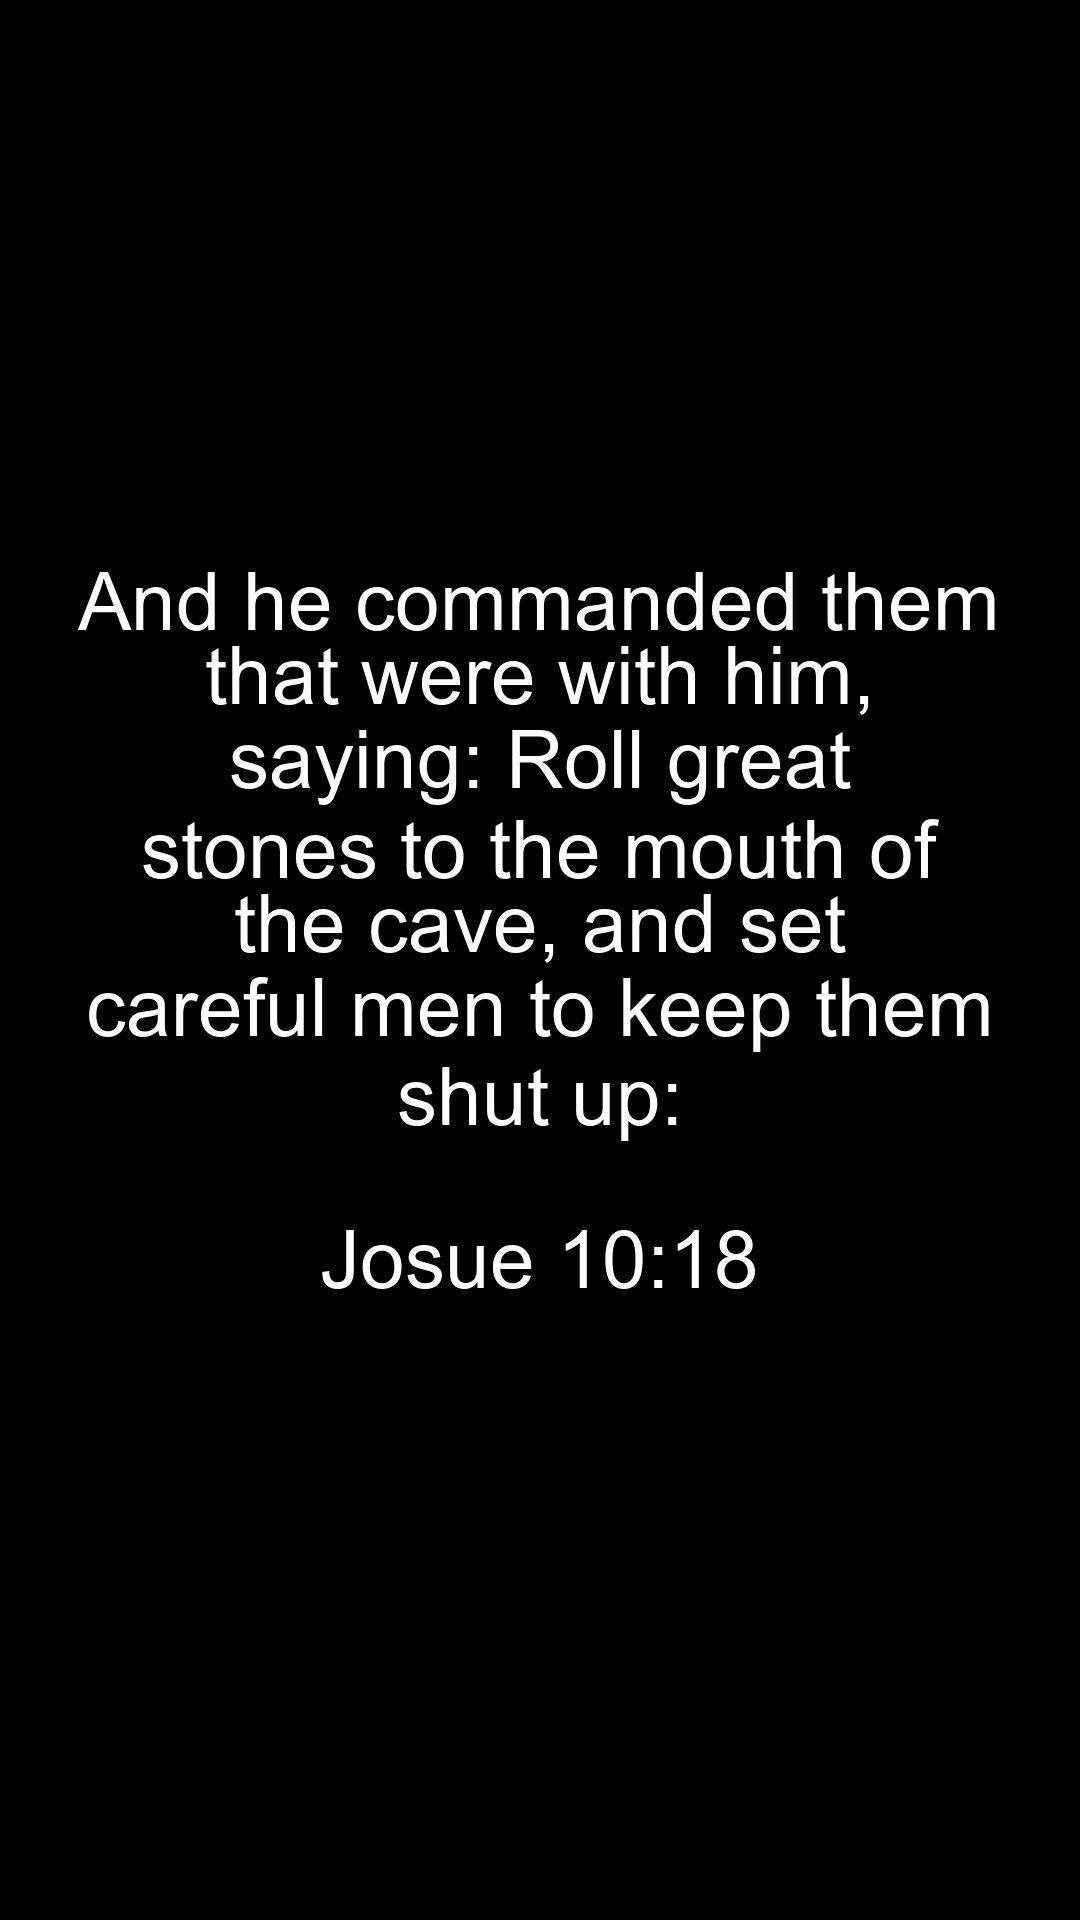 And he commanded them
that were with him,
saying: Roll great
stones to the mouth of
the cave, and set
careful men to keep them
shut up:
Josue 10:18